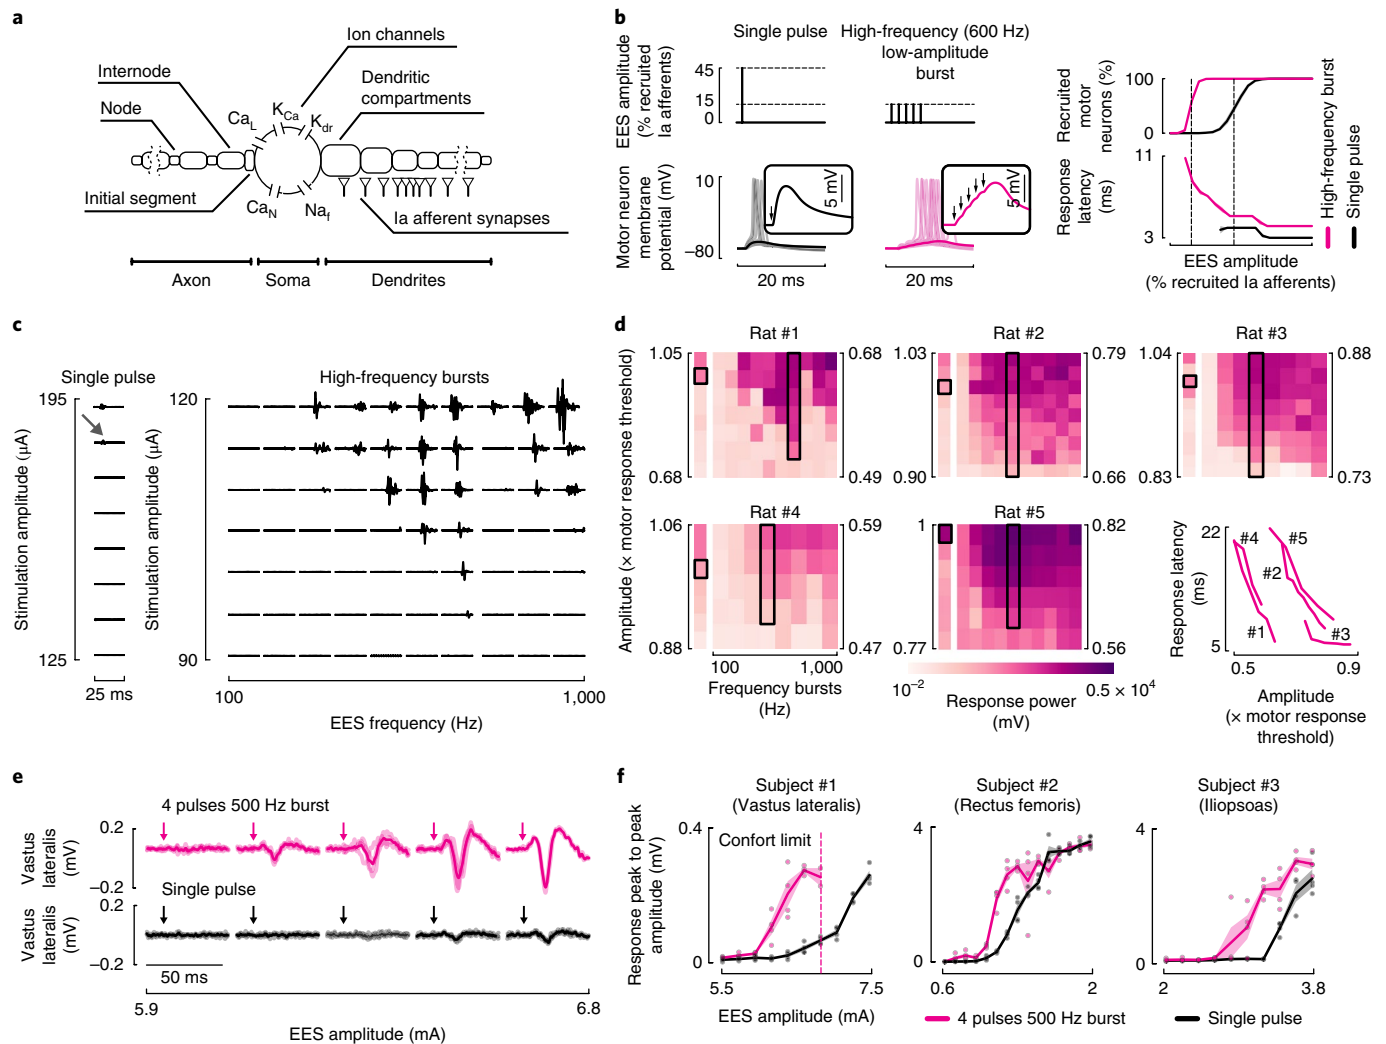 a
Ion channels
Internode
Dendritic
compartments
Node
CaL
KCa
Kdr
Initial segment
CaN
Naf
Ia afferent synapses
Axon
Soma
Dendrites
b
Single pulse
High-frequency (600 Hz)
low-amplitude
burst
EES amplitude
(% recruited
Ia afferents)
45
15
0
Motor neuron
membrane
potential (mV)
10
−80
5 mV
5 mV
20 ms
20 ms
Recruited
motor
neurons (%)
100
0
Response
latency
(ms)
11
3
EES amplitude
(% recruited Ia afferents)
High-frequency burst
Single pulse
c
Single pulse
High-frequency bursts
Stimulation amplitude (µA)
195
125
25 ms
Stimulation amplitude (µA)
120
90
100
1,000
EES frequency (Hz)
d
Amplitude (× motor response threshold)
Rat #1
1.05
0.68
0.68
0.49
Rat #2
1.03
0.90
0.79
0.66
Rat #3
1.04
0.83
0.88
0.73
Rat #4
1.06
0.88
0.59
0.47
100
1,000
Frequency bursts
(Hz)
Rat #5
1
0.77
0.82
0.56
10−2
0.5 × 104
Response power
(mV)
Response latency
(ms)
22
5
#4
#5
#2
#1
#3
0.5
0.9
Amplitude
(× motor response
threshold)
e
4 pulses 500 Hz burst
Vastus
lateralis
(mV)
0.2
−0.2
Single pulse
Vastus
lateralis
(mV)
0.2
−0.2
50 ms
5.9
6.8
EES amplitude (mA)
f
Response peak to peak
amplitude (mV)
Subject #1
(Vastus lateralis)
Confort limit
0.4
0
5.5
7.5
Subject #2
(Rectus femoris)
4
0
0.6
2
Subject #3
(Iliopsoas)
4
0
2
3.8
EES amplitude (mA)
4 pulses 500 Hz burst
Single pulse